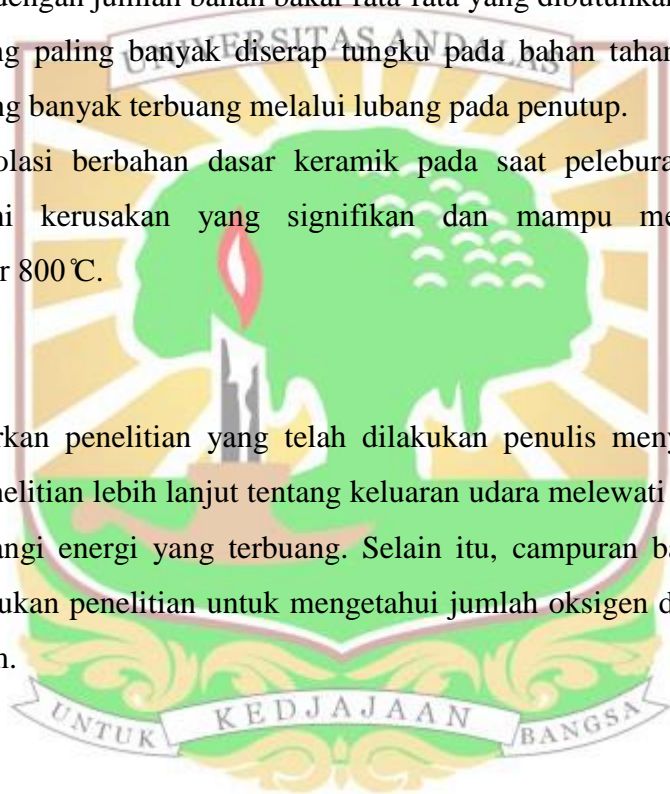 dengan jumlah bahan bakar rata-rata yang dibutuhkan
ng paling banyak diserap tungku pada bahan tahan
UNIVERSITAS ANDALAS
ng banyak terbuang melalui lubang pada penutup.
olasi berbahan dasar keramik pada saat pelebura
ni kerusakan yang signifikan dan mampu me
r 800 ℃.
rkan penelitian yang telah dilakukan penulis meny
nelitian lebih lanjut tentang keluaran udara melewati
angi energi yang terbuang. Selain itu, campuran ba
ukan penelitian untuk mengetahui jumlah oksigen d
n.
UNTUK KEDJAJAAN BANGSA